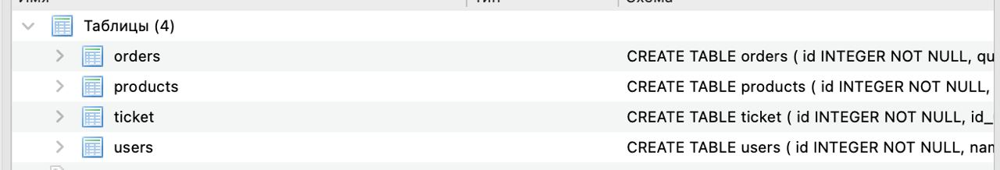 Имя Тип Схема
Таблицы (4)
orders CREATE TABLE orders ( id INTEGER NOT NULL, qu
products CREATE TABLE products ( id INTEGER NOT NULL,
ticket CREATE TABLE ticket ( id INTEGER NOT NULL, id_
users CREATE TABLE users ( id INTEGER NOT NULL, nan